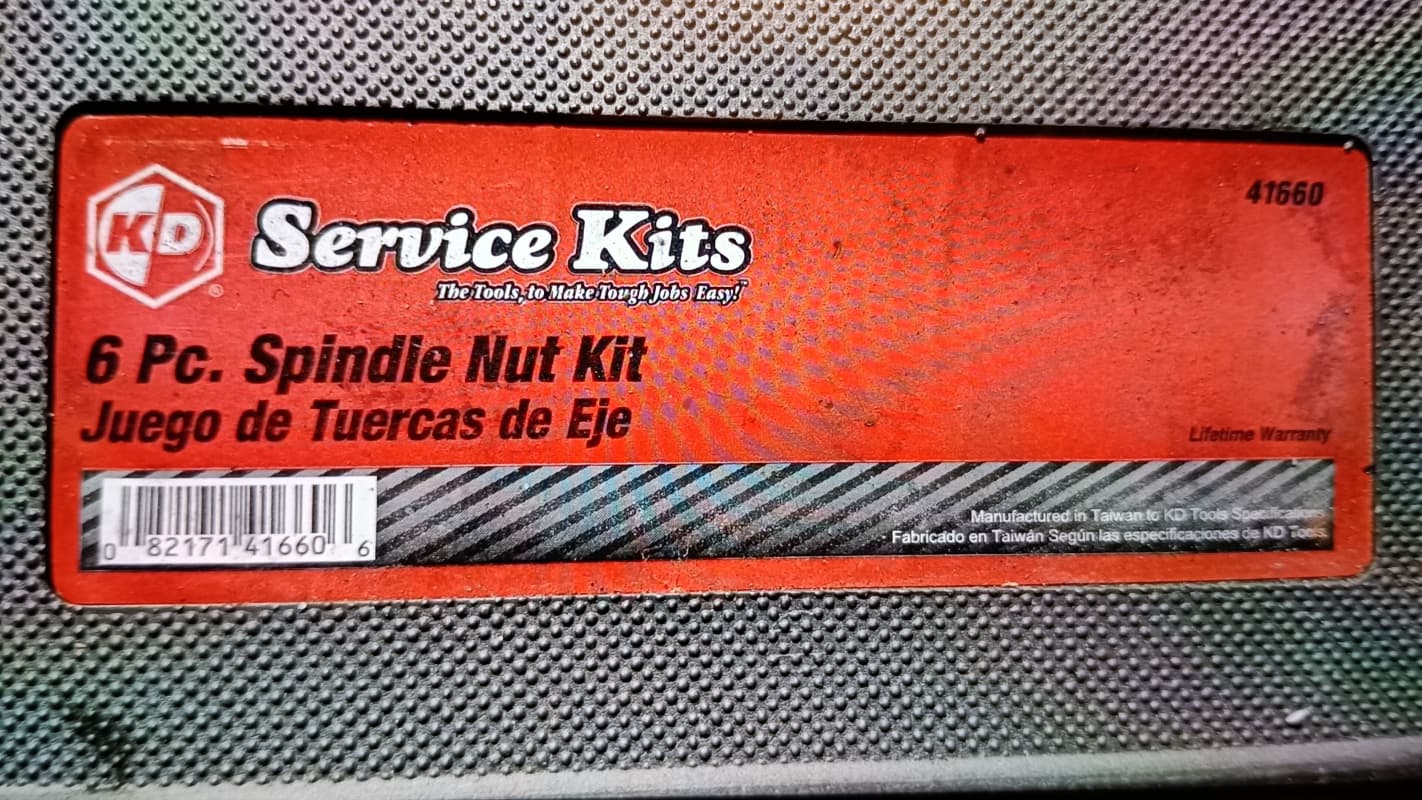 41660
KD
®
Service Kits
The Tools, to Make Tough Jobs Easy!™
6 Pc. Spindle Nut Kit
Juego de Tuercas de Eje
Lifetime Warranty
Manufactured in Taiwan to KD Tools Specifications.
Fabricado en Taiwán Según las especificaciones de KD Tools.
0 82171 41660 6